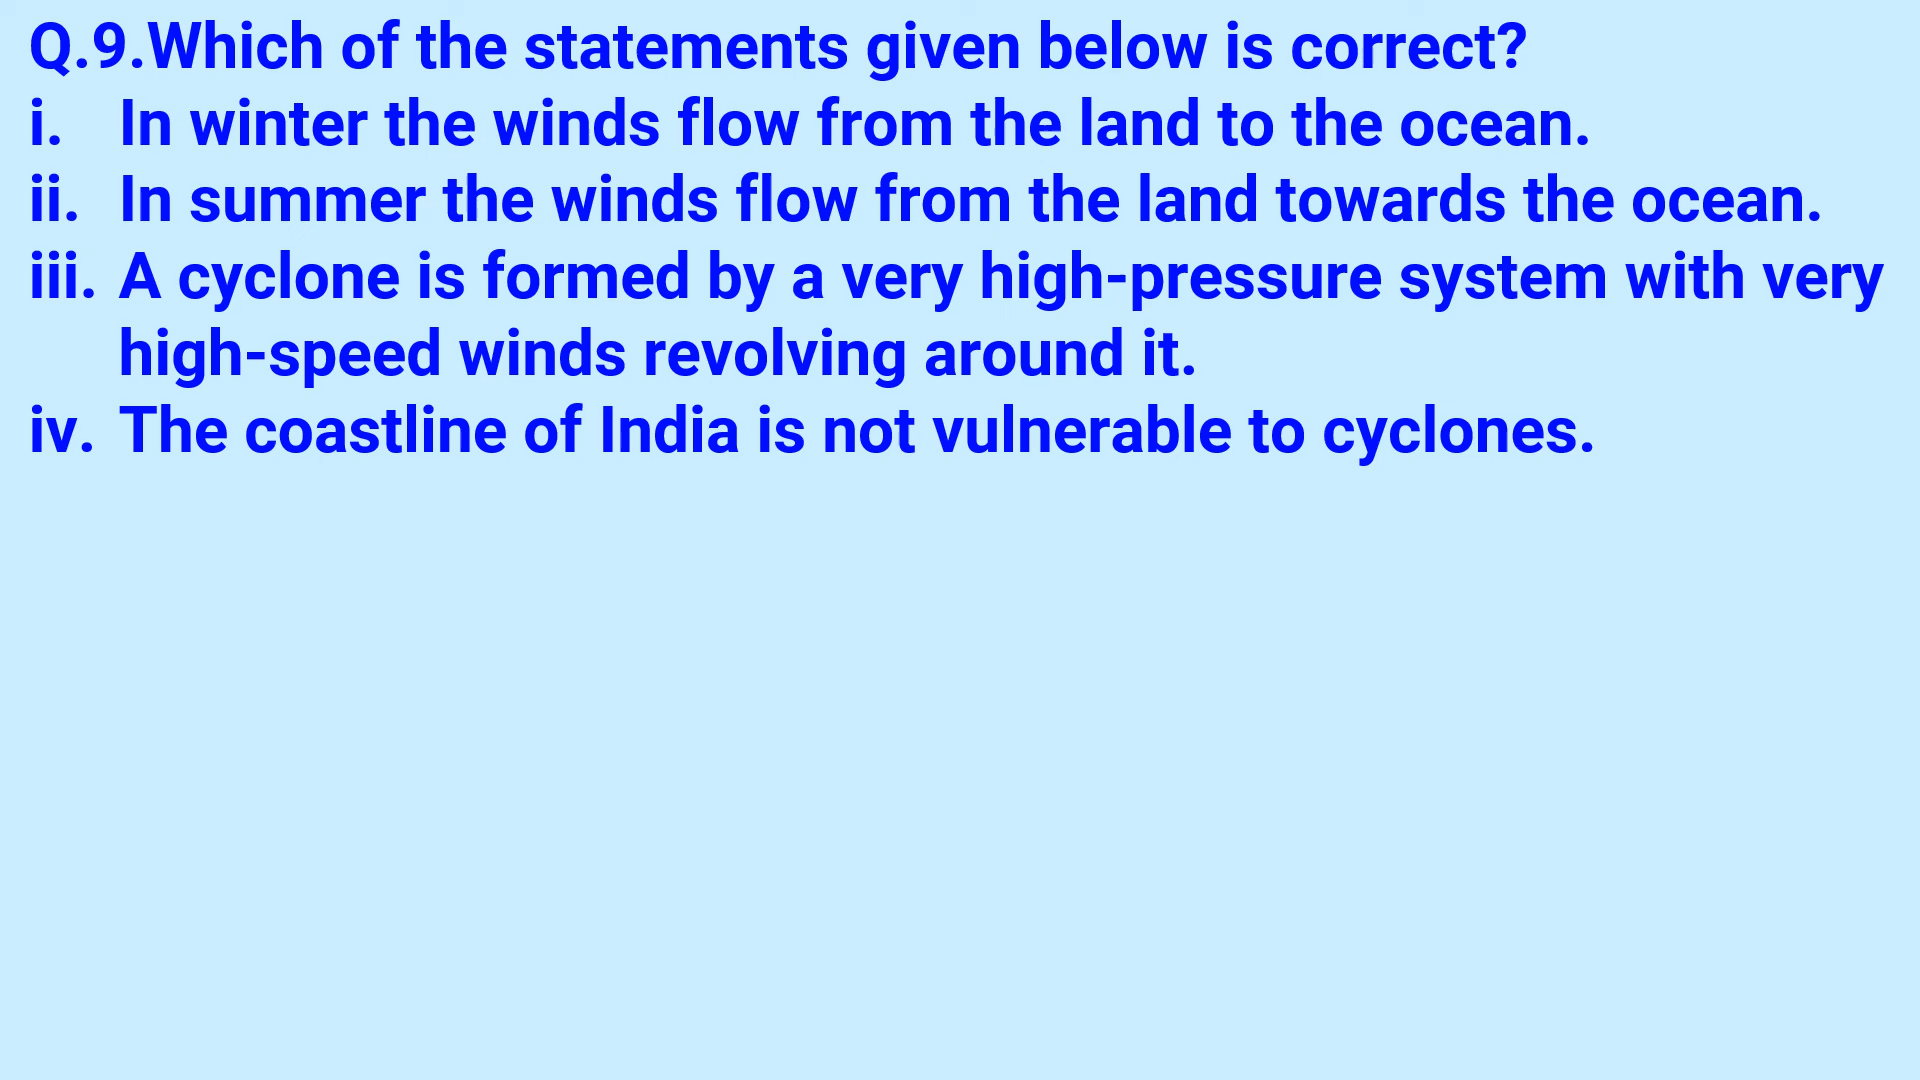 Q.9.Which of the statements given below is correct?
i. In winter the winds flow from the land to the ocean.
ii. In summer the winds flow from the land towards the ocean.
iii. A cyclone is formed by a very high-pressure system with very
high-speed winds revolving around it.
iv. The coastline of India is not vulnerable to cyclones.